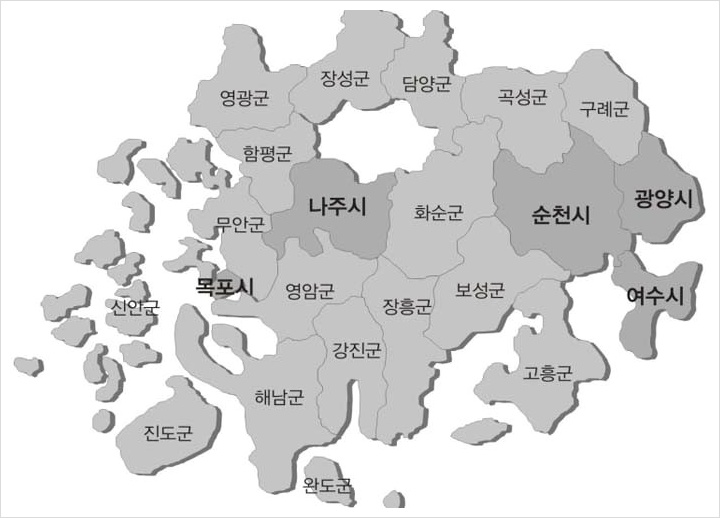 장성군
담양군
영광군
곡성군
구례군
함평군
나주시
화순군
순천시
광양시
무안군
목포시
영암군
보성군
여수시
신안군
장흥군
강진군
고흥군
해남군
진도군
완도군